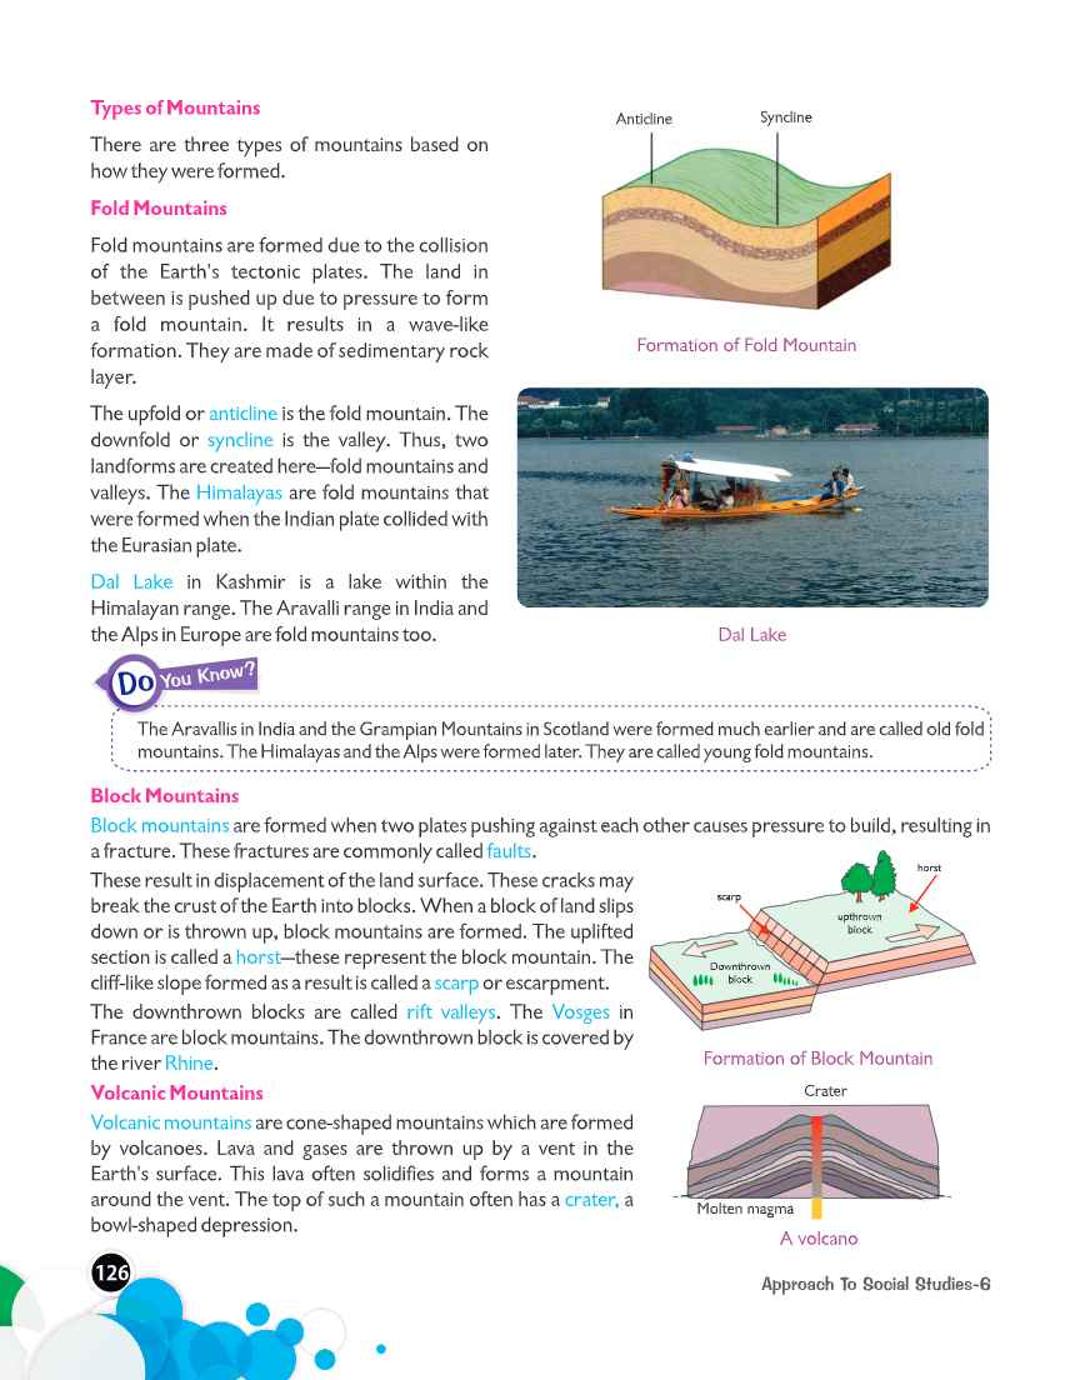 Types of Mountains
There are three types of mountains based on
how they were formed.
Fold Mountains
Fold mountains are formed due to the collision
of the Earth's tectonic plates. The land in
between is pushed up due to pressure to form
a fold mountain. It results in a wave-like
formation. They are made of sedimentary rock
layer.
The upfold or anticline is the fold mountain. The
downfold or syncline is the valley. Thus, two
landforms are created here—fold mountains and
valleys. The Himalayas are fold mountains that
were formed when the Indian plate collided with
the Eurasian plate.
Dal Lake in Kashmir is a lake within the
Himalayan range. The Aravalli range in India and
the Alps in Europe are fold mountains too.
Anticline
Syncline
Formation of Fold Mountain
Dal Lake
Do You Know?
The Aravallis in India and the Grampian Mountains in Scotland were formed much earlier and are called old fold
mountains. The Himalayas and the Alps were formed later. They are called young fold mountains.
Block Mountains
Block mountains are formed when two plates pushing against each other causes pressure to build, resulting in
a fracture. These fractures are commonly called faults.
These result in displacement of the land surface. These cracks may
break the crust of the Earth into blocks. When a block of land slips
down or is thrown up, block mountains are formed. The uplifted
section is called a horst—these represent the block mountain. The
cliff-like slope formed as a result is called a scarp or escarpment.
The downthrown blocks are called rift valleys. The Vosges in
France are block mountains. The downthrown block is covered by
the river Rhine.
horst
scarp
upthrown
block
Downthrown
block
Formation of Block Mountain
Volcanic Mountains
Volcanic mountains are cone-shaped mountains which are formed
by volcanoes. Lava and gases are thrown up by a vent in the
Earth's surface. This lava often solidifies and forms a mountain
around the vent. The top of such a mountain often has a crater, a
bowl-shaped depression.
Crater
Molten magma
A volcano
126
Approach To Social Studies-6